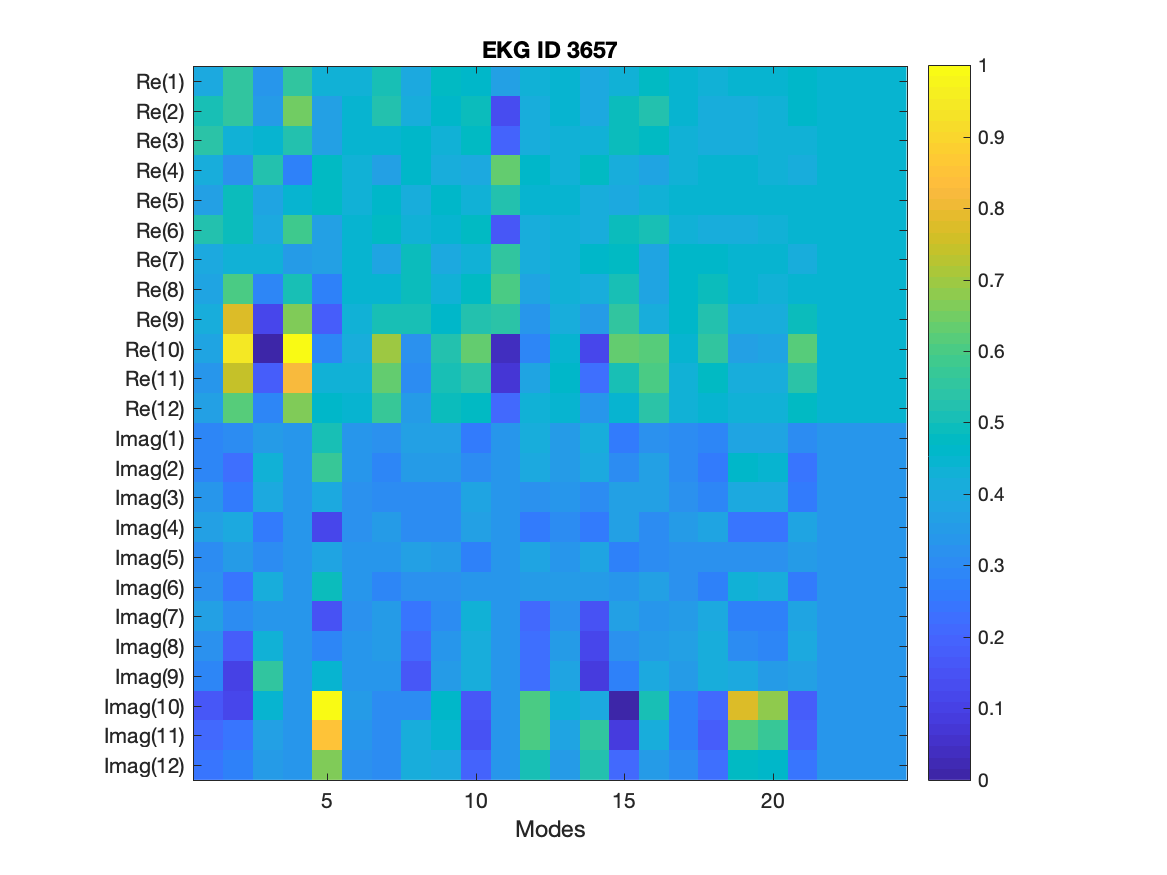 EKG ID 3657
Re(1)
Re(2)
Re(3)
Re(4)
Re(5)
Re(6)
Re(7)
Re(8)
Re(9)
Re(10)
Re(11)
Re(12)
Imag(1)
Imag(2)
Imag(3)
Imag(4)
Imag(5)
Imag(6)
Imag(7)
Imag(8)
Imag(9)
Imag(10)
Imag(11)
Imag(12)
5 10 15 20
Modes
1
0.9
0.8
0.7
0.6
0.5
0.4
0.3
0.2
0.1
0